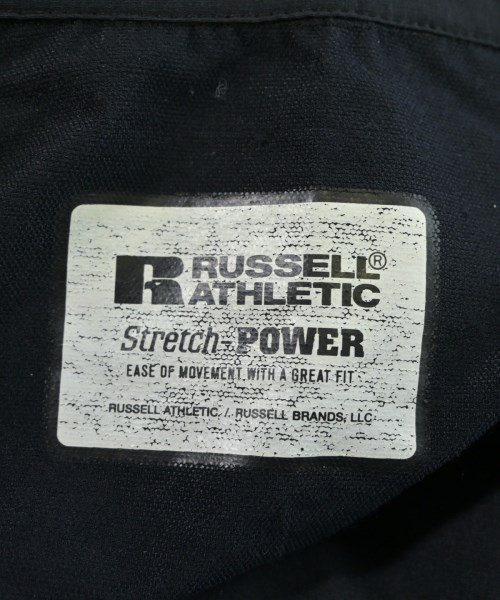 RUSSELL®
ATHLETIC
Stretch-POWER
EASE OF MOVEMENT WITH A GREAT FIT
RUSSELL ATHLETIC / RUSSELL BRANDS, LLC